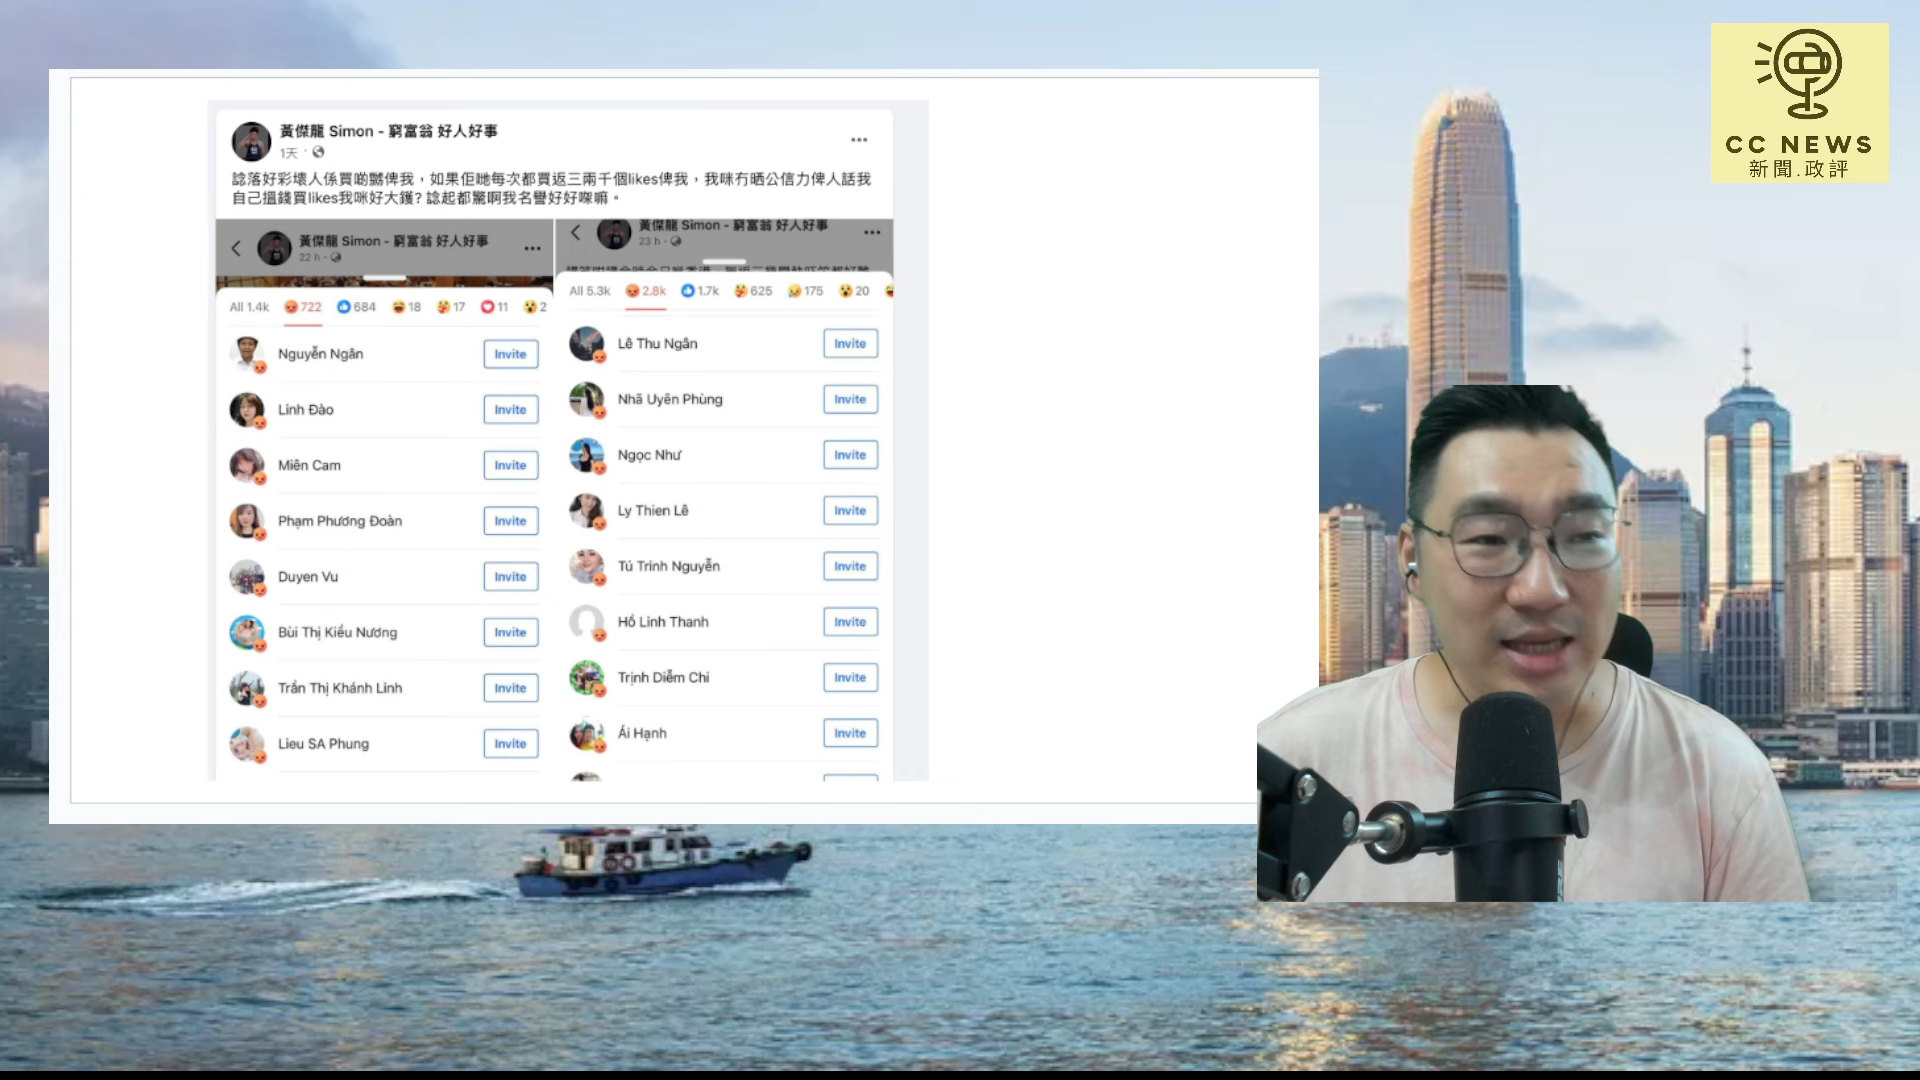 CC NEWS
新聞.政評
黃傑龍 Simon - 窮富翁 好人好事
1天
諗落好彩壞人係買啲嬲俾我,如果佢哋每次都買返三兩千個likes俾我,我咪冇晒公信力俾人話我
自己搵錢買likes我咪好大鑊? 諗起都驚啊我名譽好好㗎嘛。
黃傑龍 Simon - 窮富翁 好人好事
22 h
All 1.4k 722 684 18 17 11 2
Nguyễn Ngân Invite
Linh Đào Invite
Miên Cam Invite
Phạm Phương Đoàn Invite
Duyen Vu Invite
Bùi Thị Kiều Nương Invite
Trần Thị Khánh Linh Invite
Lieu SA Phung Invite
黃傑龍 Simon - 窮富翁 好人好事
23 h
All 5.3k 2.8k 1.7k 625 175 20
Lê Thu Ngân Invite
Nhã Uyên Phùng Invite
Ngọc Như Invite
Ly Thien Lê Invite
Tú Trinh Nguyễn Invite
Hồ Linh Thanh Invite
Trịnh Diễm Chi Invite
Ái Hạnh Invite